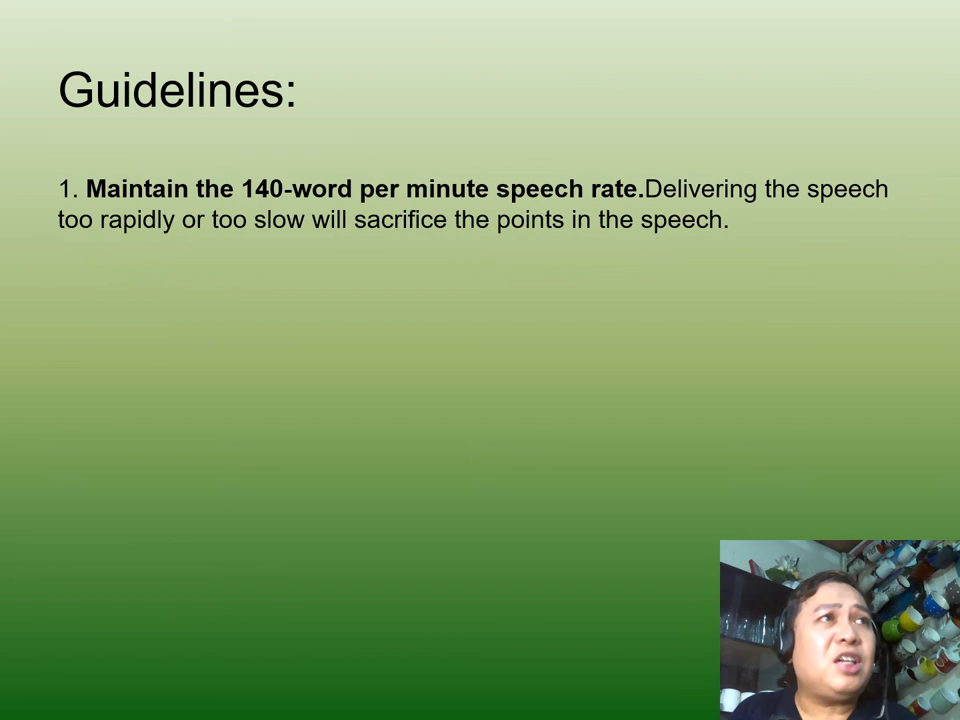 Guidelines:
1. Maintain the 140-word per minute speech rate.Delivering the speech
too rapidly or too slow will sacrifice the points in the speech.